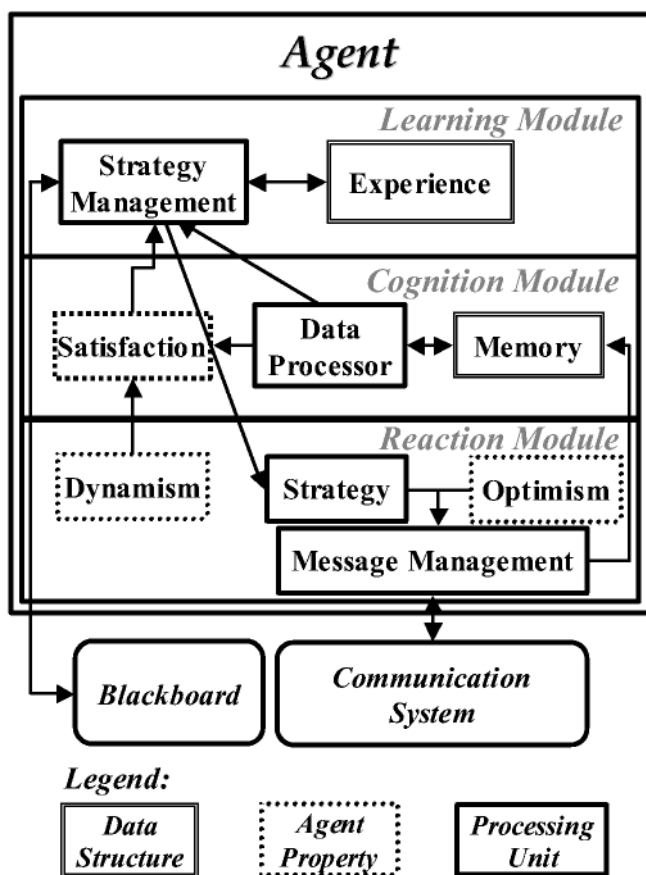 Agent
Learning Module
Strategy
Management
Experience
Cognition Module
Satisfaction
Data
Processor
Memory
Reaction Module
Dynamism
Strategy
Optimism
Message Management
Blackboard
Communication
System
Legend:
Data
Structure
Agent
Property
Processing
Unit